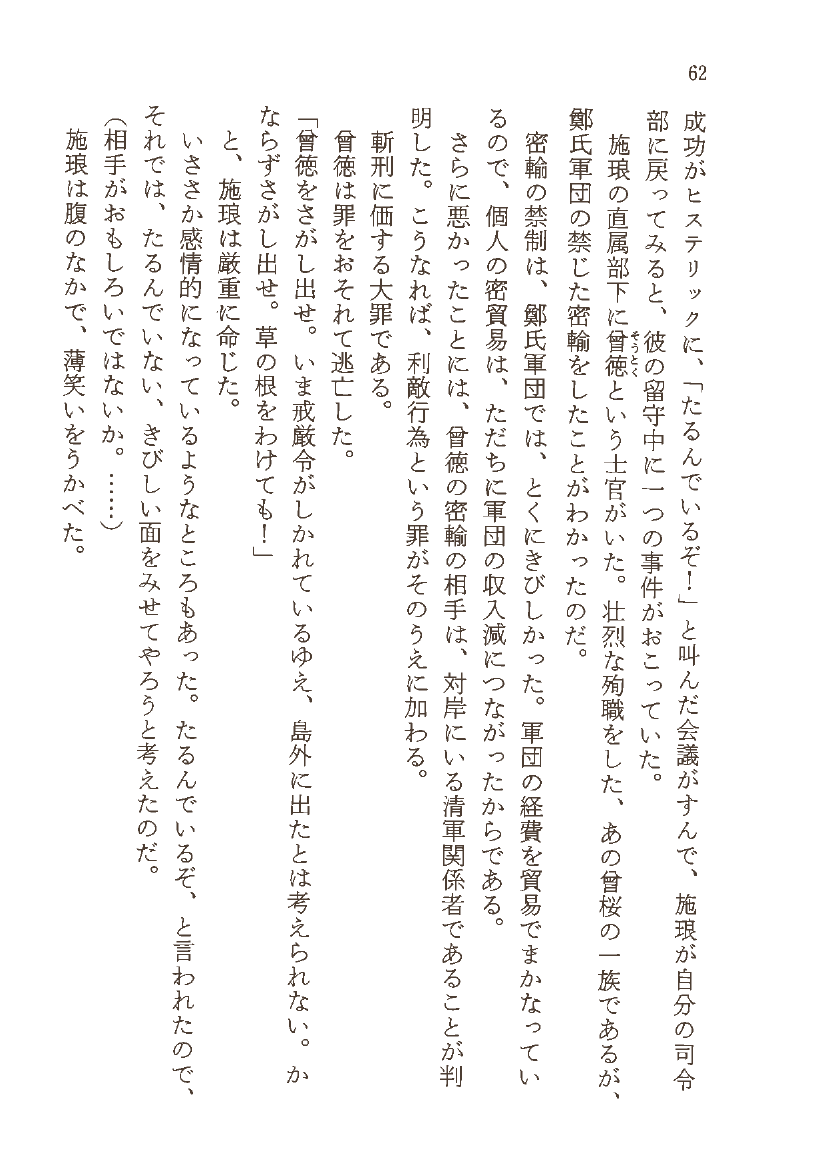 62
成功がヒステリックに、「たるんでいるぞ！」と叫んだ会議がすんで、施琅が自分の司令
部に戻ってみると、彼の留守中に一つの事件がおこっていた。
施琅の直属部下に曾徳という士官がいた。壮烈な殉職をした、あの曾桜の一族であるが、
そうとく
鄭氏軍団の禁じた密輸をしたことがわかったのだ。
密輸の禁制は、鄭氏軍団では、とくにきびしかった。軍団の経費を貿易でまかなってい
るので、個人の密貿易は、ただちに軍団の収入減につながったからである。
さらに悪かったことには、曾徳の密輸の相手は、対岸にいる清軍関係者であることが判
明した。こうなれば、利敵行為という罪がそのうえに加わる。
斬刑に価する大罪である。
曾徳は罪をおそれて逃亡した。
「曾徳をさがし出せ。いま戒厳令がしかれているゆえ、島外に出たとは考えられない。か
ならずさがし出せ。草の根をわけても！」
と、施琅は厳重に命じた。
いささか感情的になっているようなところもあった。たるんでいるぞ、と言われたので、
それでは、たるんでいない、きびしい面をみせてやろうと考えたのだ。
（相手がおもしろいではないか。……）
施琅は腹のなかで、薄笑いをうかべた。